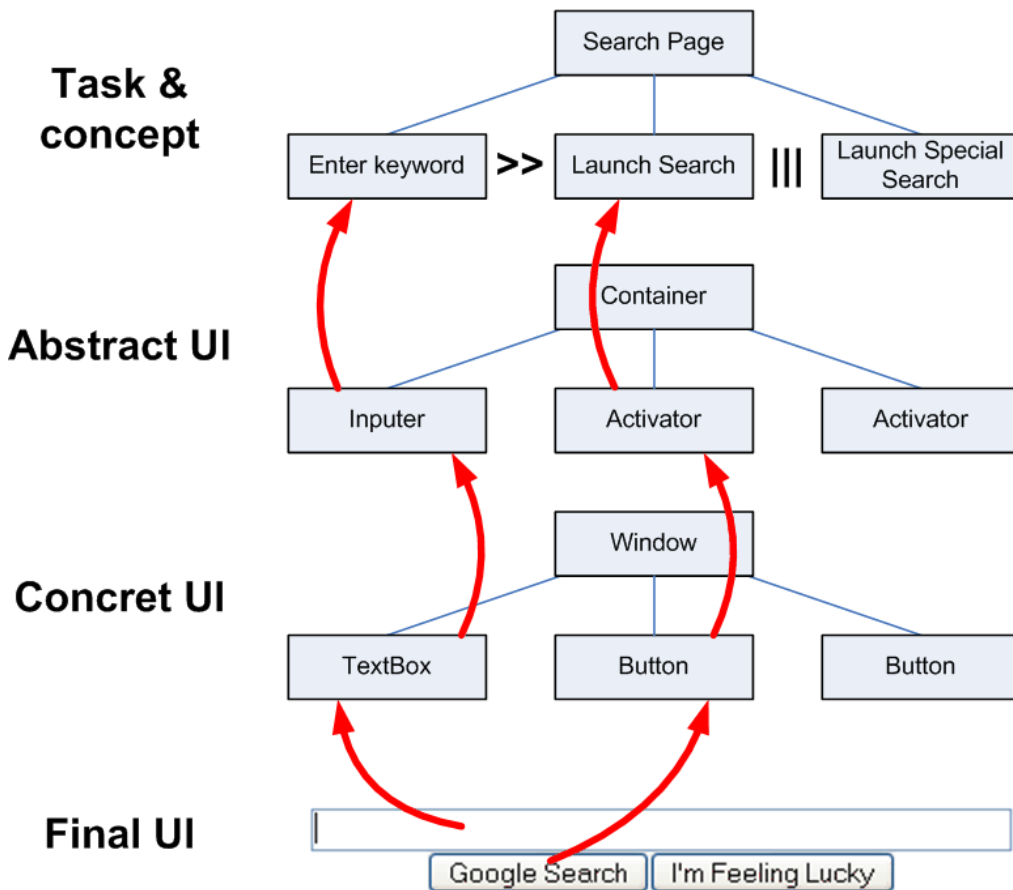 Search Page
Task &
concept
Enter keyword
>>
Launch Search
|||
Launch Special
Search
Container
Abstract UI
Inputer
Activator
Activator
Window
Concret UI
TextBox
Button
Button
Final UI
Google Search
I'm Feeling Lucky